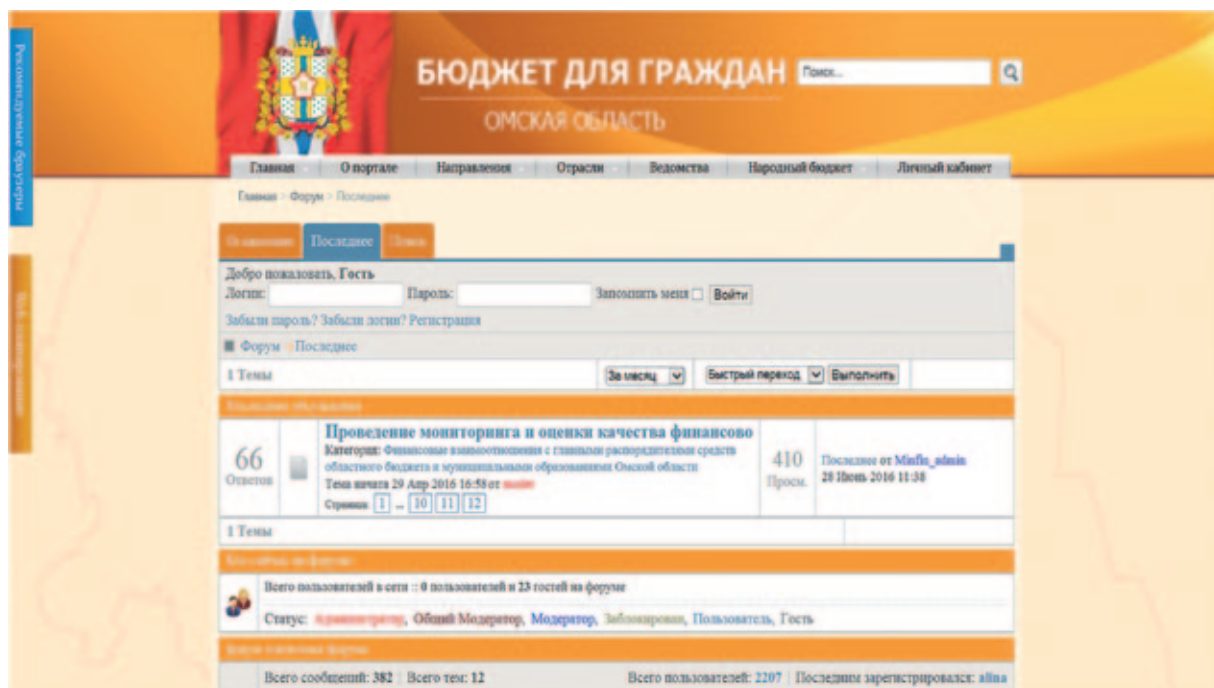 Рекомендуемые браузеры
БЮДЖЕТ ДЛЯ ГРАЖДАН
Поиск...
ОМСКАЯ ОБЛАСТЬ
Главная О портале Направления Отрасли Ведомства Народный бюджет Личный кабинет
Главная > Форум > Последнее
Последнее Поиск
Добро пожаловать, Гость
Логин: Пароль: Запомнить меня Войти
Забыли пароль? Забыли логин? Регистрация
Форум Последнее
1 Темы За месяц Быстрый переход Выполнить
66 Ответов
Проведение мониторинга и оценки качества финансово
Категория: Финансовые взаимоотношения с главными распорядителями средств
областного бюджета и муниципальными образованиями Омской области
Тема начата 29 Апр 2016 16:58 от
Страница: 1 ... 10 11 12
410 Просм.
Последнее от Minfin_admin
28 Июнь 2016 11:38
1 Темы
Всего пользователей в сети :: 0 пользователей и 23 гостей на форуме
Статус: Администратор, Общий Модератор, Модератор, Заблокирован, Пользователь, Гость
Всего сообщений: 382 | Всего тем: 12 Всего пользователей: 2207 | Последним зарегистрировался: alina